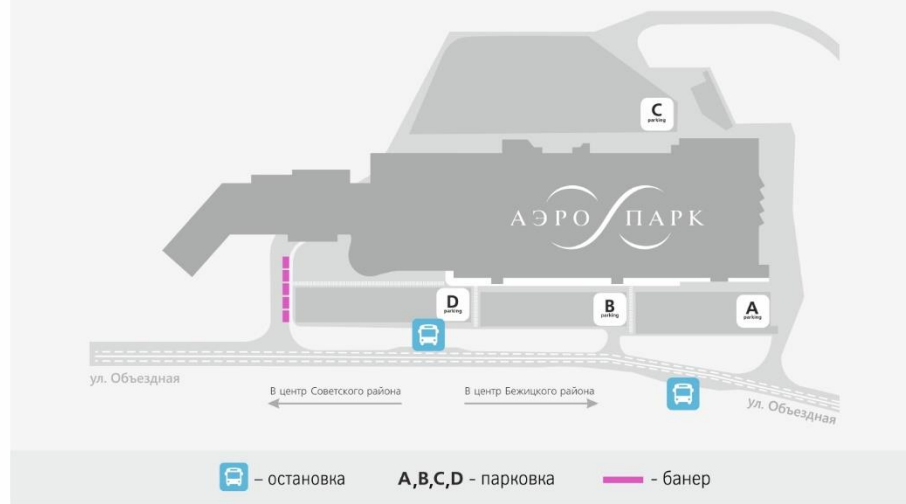 C
parking
АЭРО ПАРК
D
parking
B
parking
A
parking
ул. Объездная
В центр Советского района
В центр Бежицкого района
ул. Объездная
– остановка
A,B,C,D - парковка
- банер